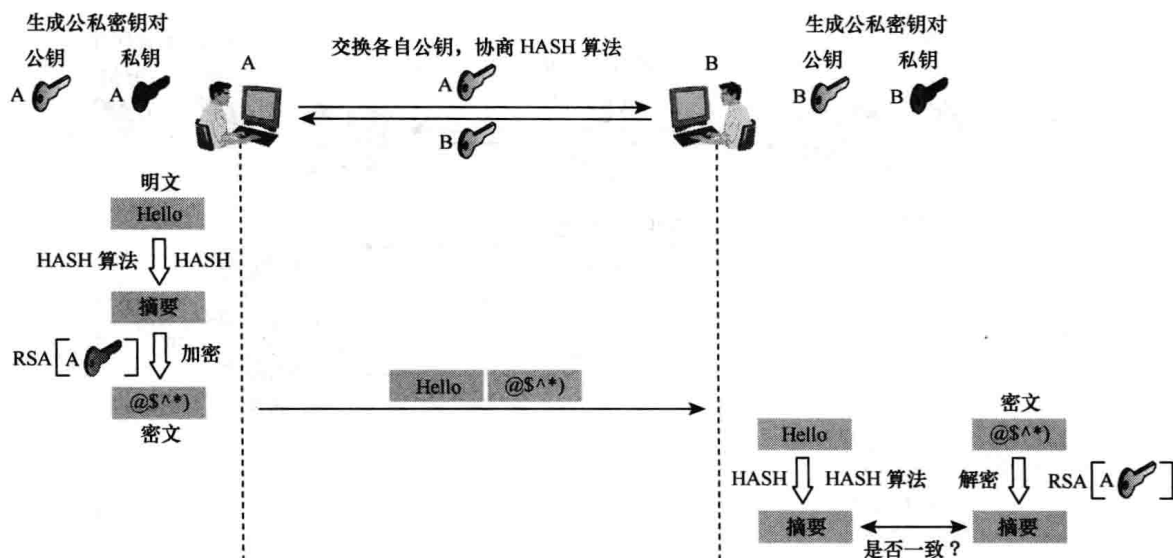 生成公私密钥对
公钥 私钥
A A
A
交换各自公钥，协商 HASH 算法
A
B
B
生成公私密钥对
公钥 私钥
B B
明文
Hello
HASH 算法 HASH
摘要
RSA [A ] 加密
@$^*)
密文
Hello @$^*)
密文
Hello @$^*)
HASH HASH 算法 解密 RSA [A ]
摘要 摘要
是否一致？